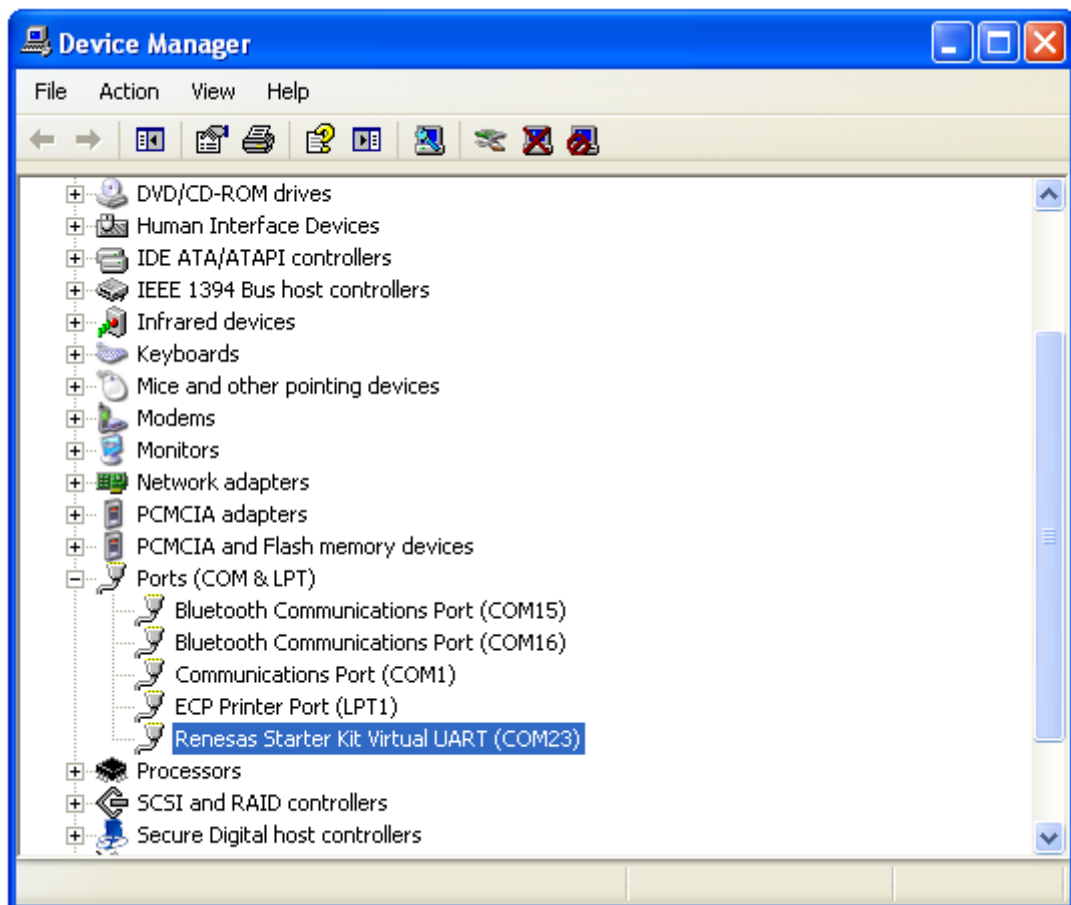 Device Manager
File Action View Help
DVD/CD-ROM drives
Human Interface Devices
IDE ATA/ATAPI controllers
IEEE 1394 Bus host controllers
Infrared devices
Keyboards
Mice and other pointing devices
Modems
Monitors
Network adapters
PCMCIA adapters
PCMCIA and Flash memory devices
Ports (COM & LPT)
Bluetooth Communications Port (COM15)
Bluetooth Communications Port (COM16)
Communications Port (COM1)
ECP Printer Port (LPT1)
Renesas Starter Kit Virtual UART (COM23)
Processors
SCSI and RAID controllers
Secure Digital host controllers